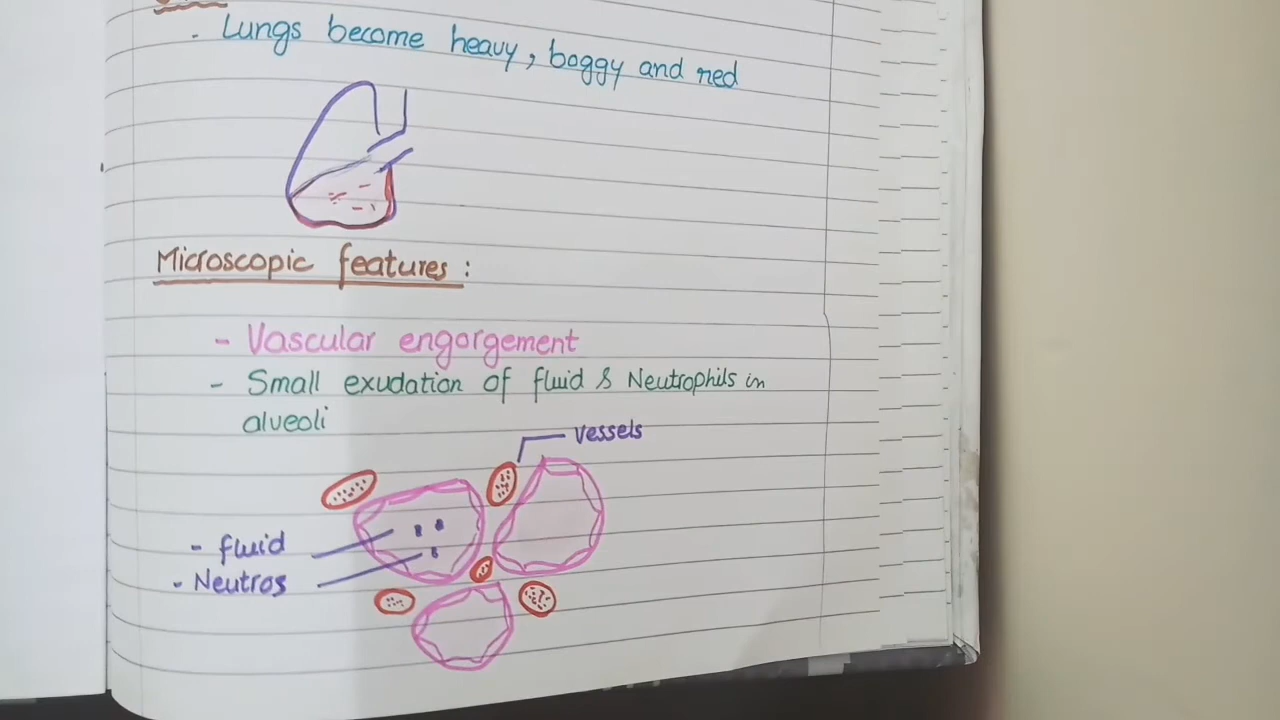 . Lungs become heavy, boggy and red
Microscopic features :
- Vascular engorgement
- Small exudation of fluid & Neutrophils in
alveoli
vessels
- fluid
- Neutros